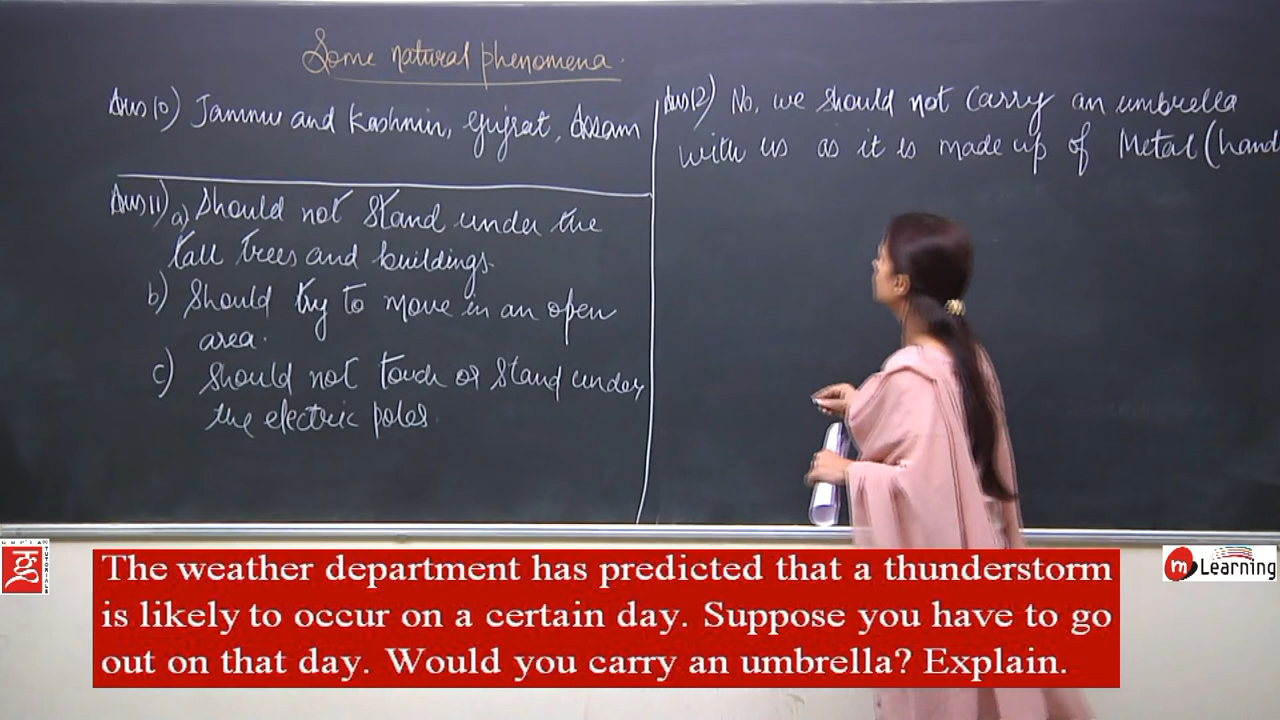 Some natural phenomena.
Ans 10) Jammu and Kashmir, Gujrat, Assam
Ans 11) a) Should not stand under the
tall trees and buildings.
b) Should try to move in an open
area.
c) Should not touch or stand under
the electric poles.
Ans 12) No, we should not carry an umbrella
with us as it is made up of Metal (hand
The weather department has predicted that a thunderstorm
is likely to occur on a certain day. Suppose you have to go
out on that day. Would you carry an umbrella? Explain.
m Learning